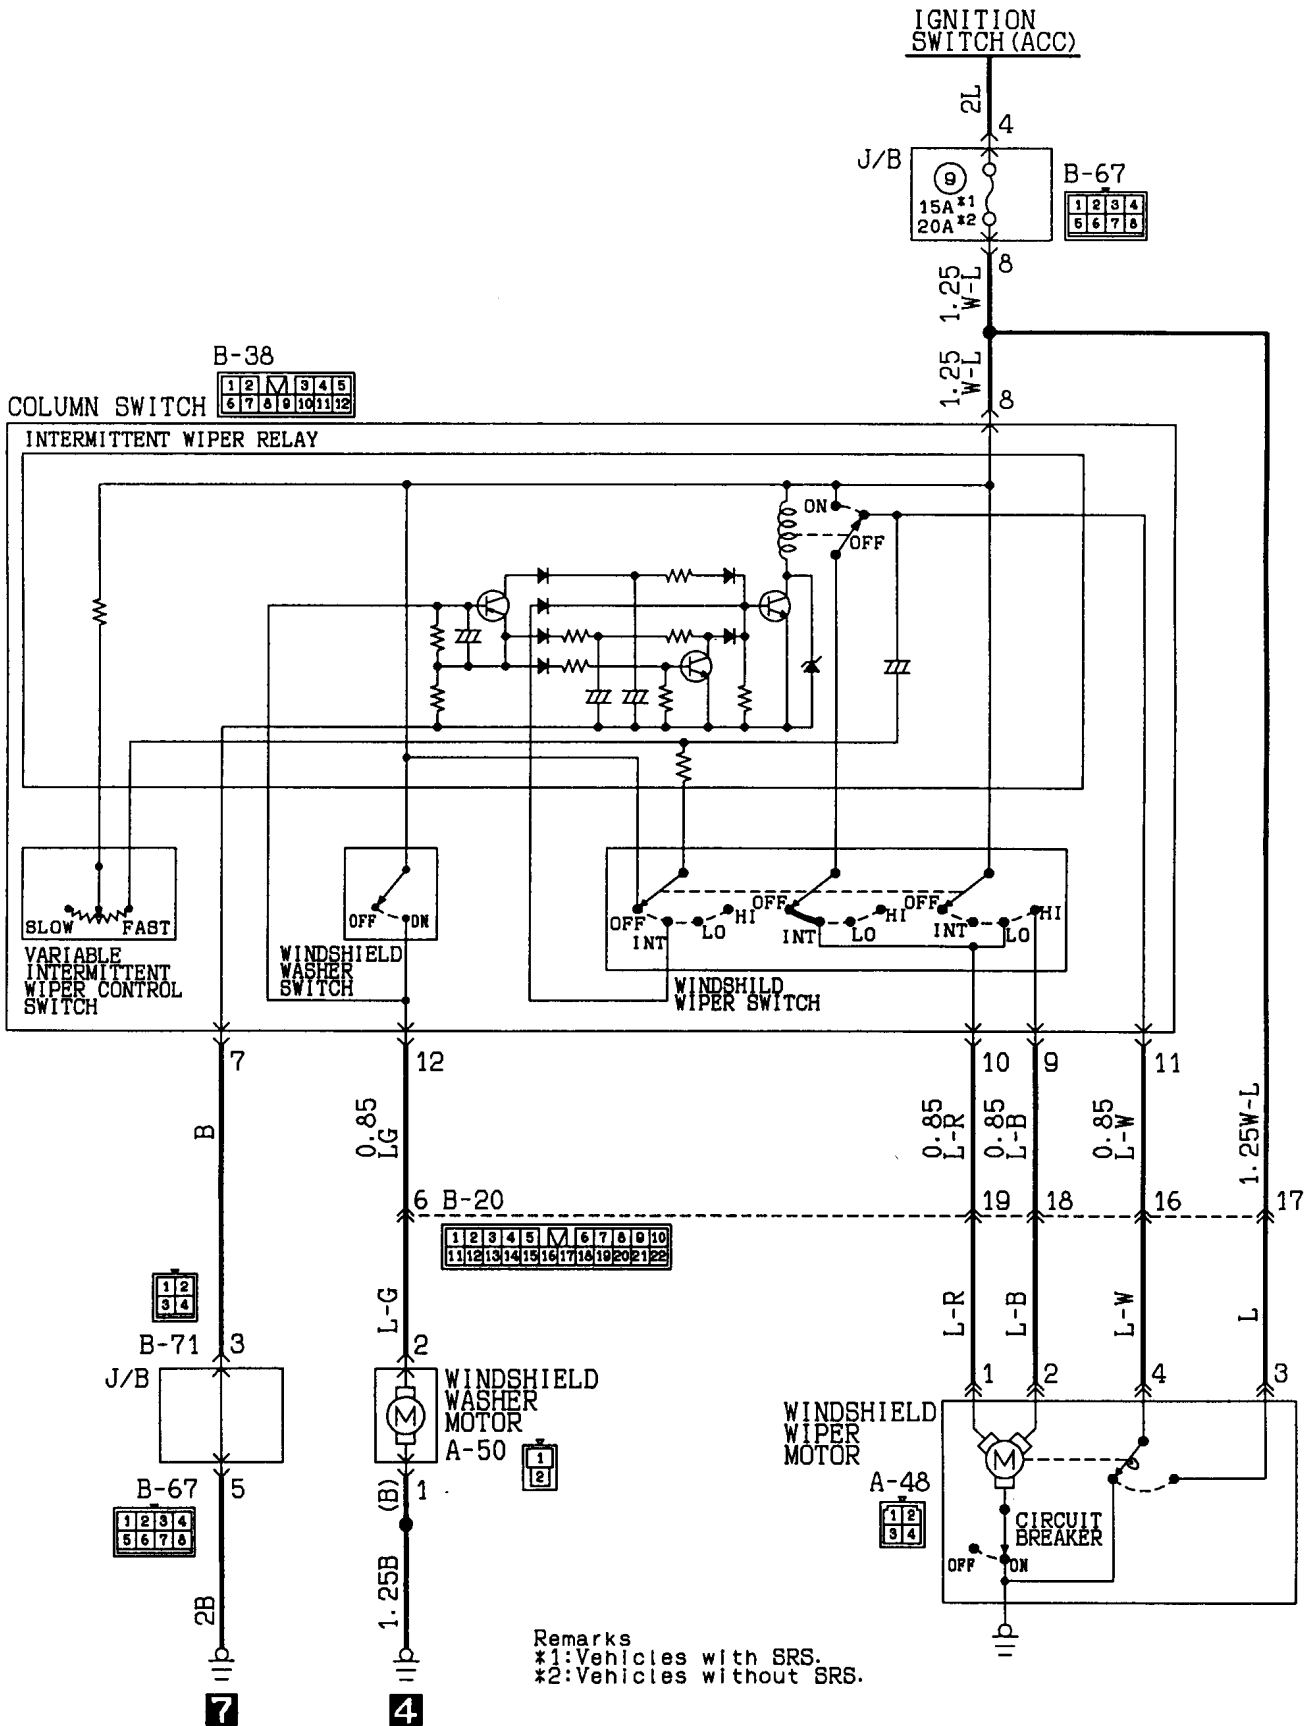 IGNITION
SWITCH(ACC)
2L
4
J/B
9
15A*1
20A*2
B-67
1 2 3 4
5 6 7 8
8
1.25
W-L
1.25
W-L
8
B-38
1 2 3 4 5
6 7 8 9 10 11 12
COLUMN SWITCH
INTERMITTENT WIPER RELAY
ON
OFF
SLOW FAST
VARIABLE
INTERMITTENT
WIPER CONTROL
SWITCH
OFF ON
WINDSHIELD
WASHER
SWITCH
OFF INT LO HI
OFF INT LO HI
OFF INT LO HI
WINDSHILD
WIPER SWITCH
7
12
10
9
11
B
0.85
LG
0.85
L-R
0.85
L-B
0.85
L-W
1.25W-L
6 B-20
19
18
16
17
1 2 3 4 5 6 7 8 9 10
11 12 13 14 15 16 17 18 19 20 21 22
1 2
3 4
L-G
L-R
L-B
L-W
L
B-71
3
2
1
2
4
3
J/B
WINDSHIELD
WASHER
MOTOR
A-50
M
1
2
WINDSHIELD
WIPER
MOTOR
M
A-48
1 2
3 4
CIRCUIT
BREAKER
OFF ON
B-67
5
1 2 3 4
5 6 7 8
(B)
1
2B
1.25B
Remarks
*1:Vehicles with SRS.
*2:Vehicles without SRS.
7
4